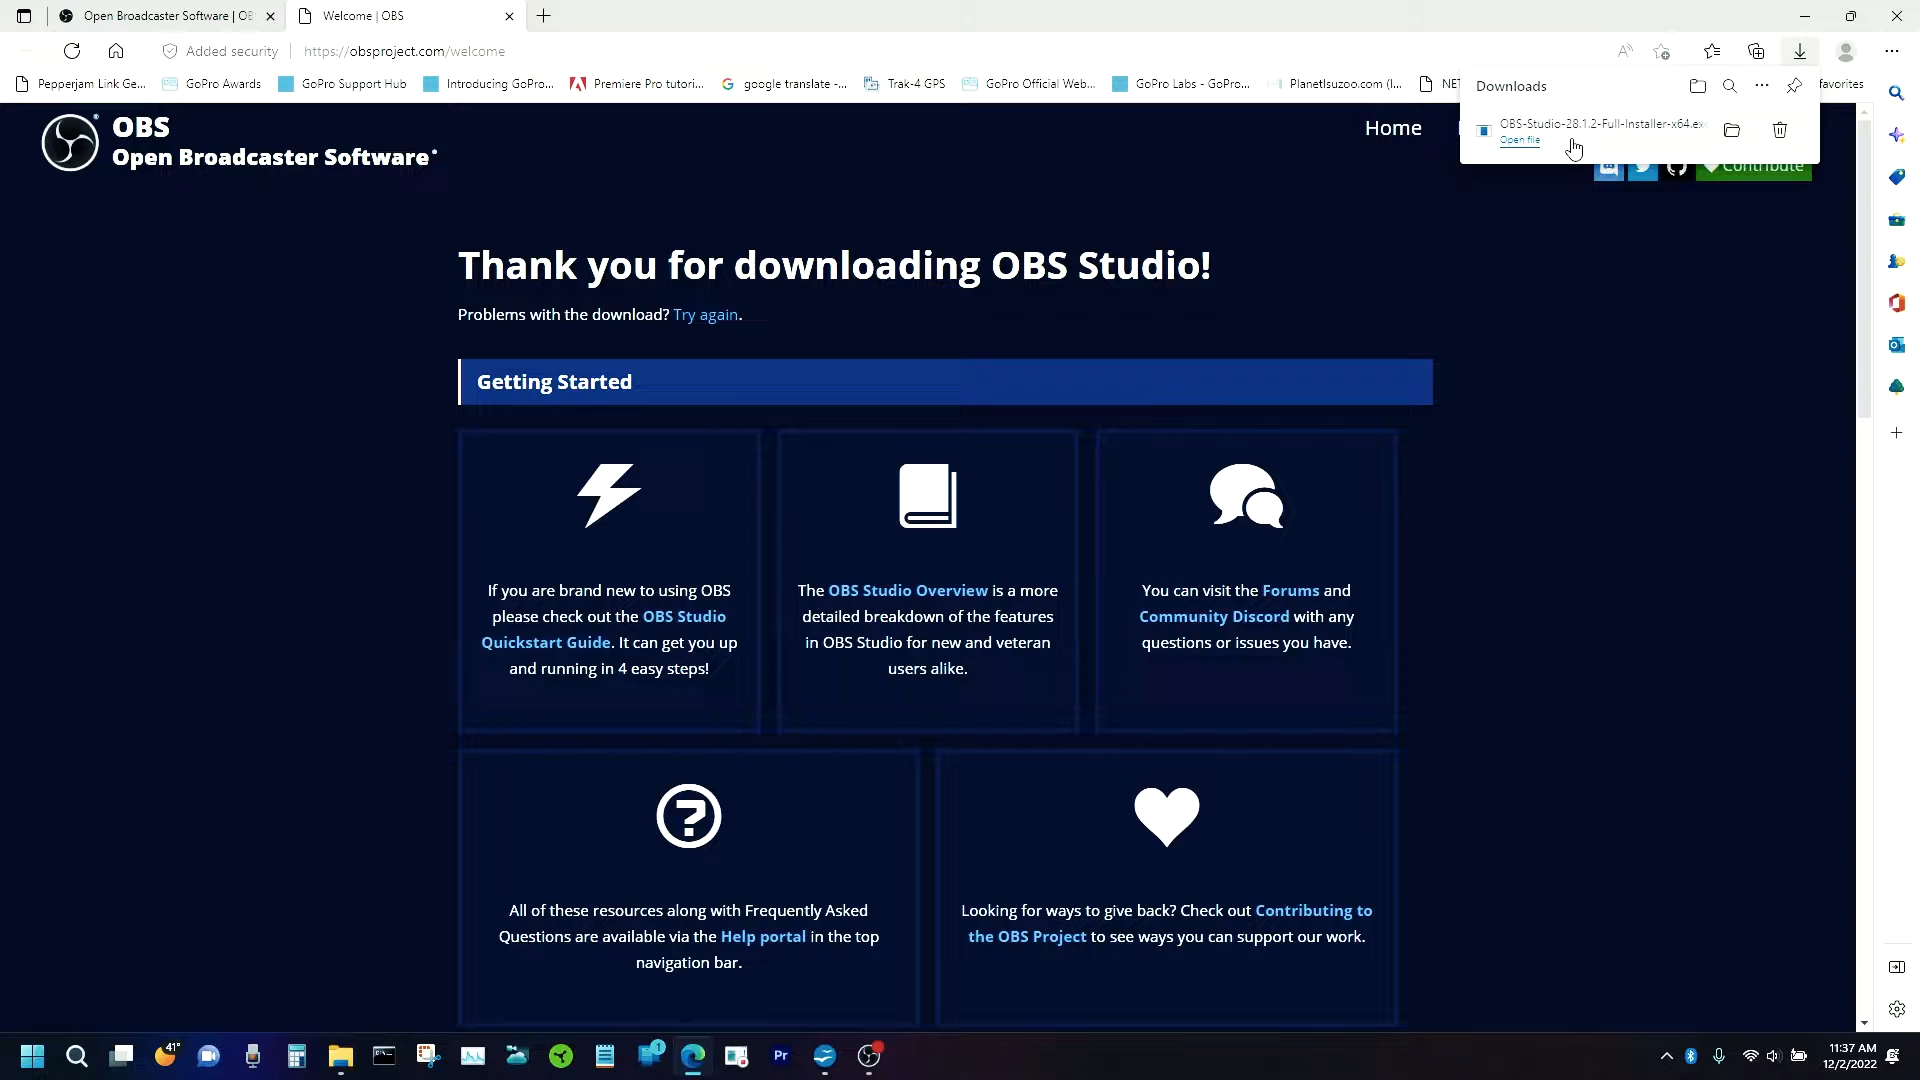 Open Broadcaster Software | OB
Welcome | OBS
Added security
https://obsproject.com/welcome
Pepperjam Link Ge...
GoPro Awards
GoPro Support Hub
Introducing GoPro...
Premiere Pro tutori...
google translate -...
Trak-4 GPS
GoPro Official Web...
GoPro Labs - GoPro...
PlanetIsuzoo.com (I...
NET
favorites
Downloads
OBS-Studio-28.1.2-Full-Installer-x64.ex
Open file
OBS
Open Broadcaster Software
Home
Contribute
Thank you for downloading OBS Studio!
Problems with the download? Try again.
Getting Started
If you are brand new to using OBS
please check out the OBS Studio
Quickstart Guide. It can get you up
and running in 4 easy steps!
The OBS Studio Overview is a more
detailed breakdown of the features
in OBS Studio for new and veteran
users alike.
You can visit the Forums and
Community Discord with any
questions or issues you have.
All of these resources along with Frequently Asked
Questions are available via the Help portal in the top
navigation bar.
Looking for ways to give back? Check out Contributing to
the OBS Project to see ways you can support our work.
41°
1
Pr
11:37 AM
12/2/2022